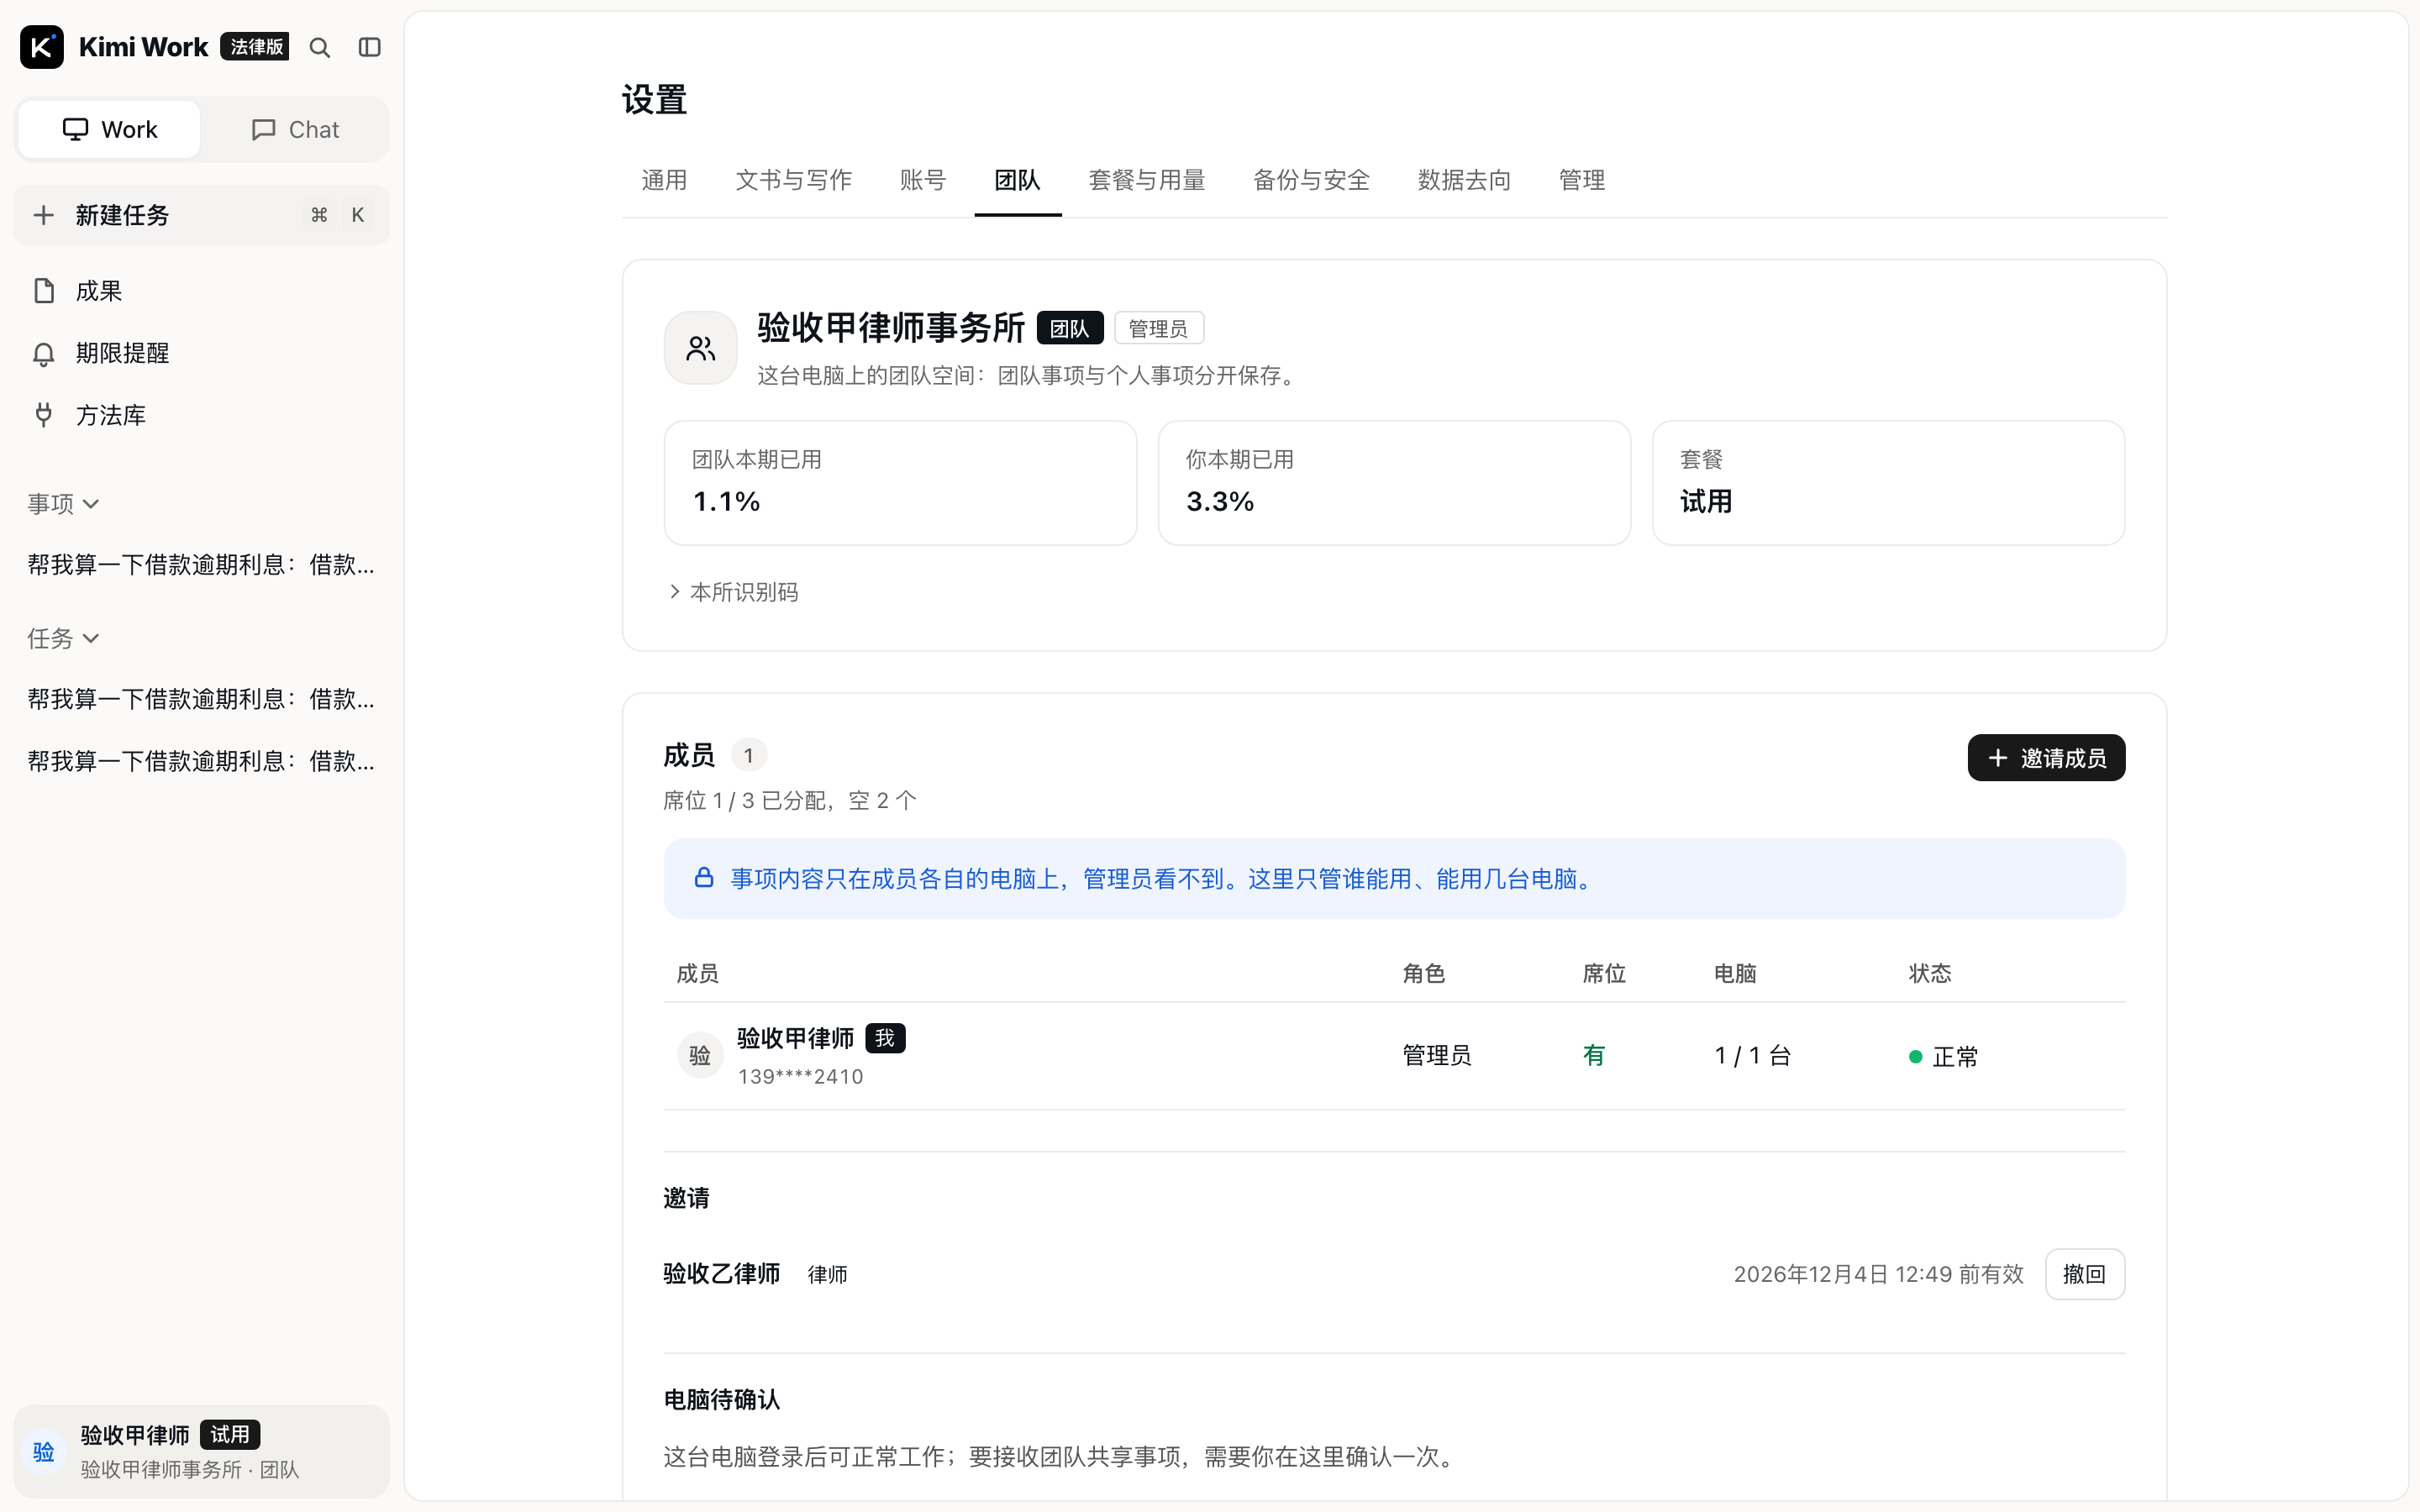 Kimi Work 法律版
Work
Chat
新建任务 ⌘ K
成果
期限提醒
方法库
事项
帮我算一下借款逾期利息：借款...
任务
帮我算一下借款逾期利息：借款...
帮我算一下借款逾期利息：借款...
验
验收甲律师 试用
验收甲律师事务所 · 团队
设置
通用 文书与写作 账号 团队 套餐与用量 备份与安全 数据去向 管理
验收甲律师事务所 团队 管理员
这台电脑上的团队空间：团队事项与个人事项分开保存。
团队本期已用
1.1%
你本期已用
3.3%
套餐
试用
本所识别码
成员 1
邀请成员
席位 1 / 3 已分配，空 2 个
事项内容只在成员各自的电脑上，管理员看不到。这里只管谁能用、能用几台电脑。
成员 角色 席位 电脑 状态
验
验收甲律师 我
139****2410
管理员 有 1 / 1 台 正常
邀请
验收乙律师 律师 2026年12月4日 12:49 前有效 撤回
电脑待确认
这台电脑登录后可正常工作；要接收团队共享事项，需要你在这里确认一次。